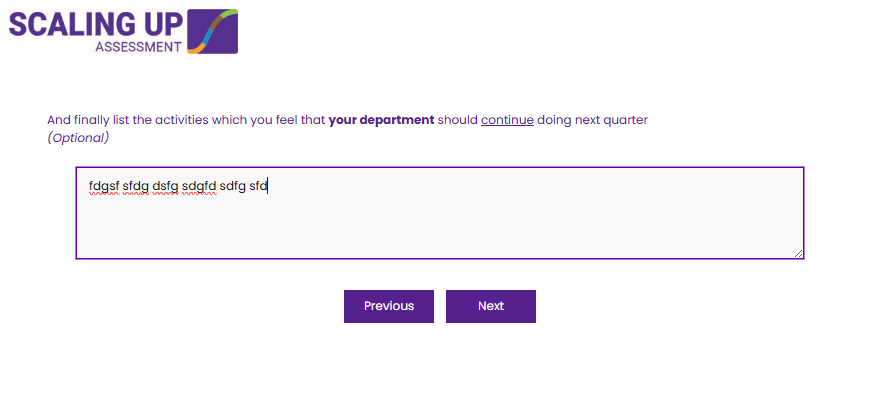 SCALING UP
ASSESSMENT
And finally list the activities which you feel that your department should continue doing next quarter
(Optional)
fdgsf sfdg dsfg sdgfd sdfg sfd
Previous
Next